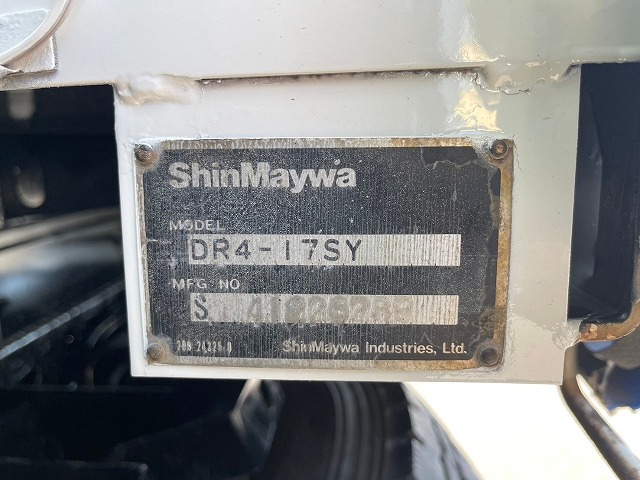 ShinMaywa
MODEL
DR4-17SY
MFG NO
S
ShinMaywa Industries, Ltd.